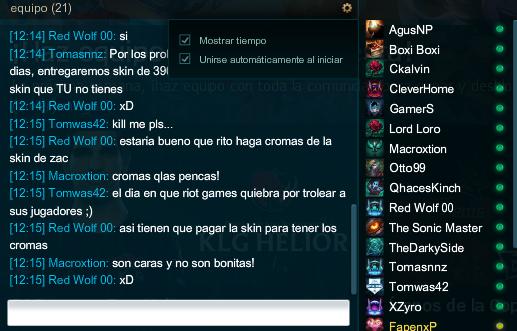 equipo (21)
[12:14] Red Wolf 00: si
[12:14] Tomasnnz: Por los
dias, entregaremos skin de
skin que TU no tienes
[12:14] Red Wolf 00: xD
[12:15] Tomwas42: kill me pls...
[12:15] Red Wolf 00: estaria bueno que rito haga cromas de la
skin de zac
[12:15] Macroxtion: cromas qlas pencas!
[12:15] Tomwas42: el dia en que riot games quiebra por trolear a
sus jugadores ;)
[12:15] Red Wolf 00: asi tienen que pagar la skin para tener los
cromas
[12:15] Macroxtion: son caras y no son bonitas!
[12:15] Red Wolf 00: xD
Mostrar tiempo
Unirse automáticamente al iniciar
KLG HELIOR
AgusNP
Boxi Boxi
Ckalvin
CleverHome
GamerS
Lord Loro
Macroxtion
Otto99
QhacesKinch
Red Wolf 00
The Sonic Master
TheDarkySide
Tomasnnz
Tomwas42
XZyro
FapenxP